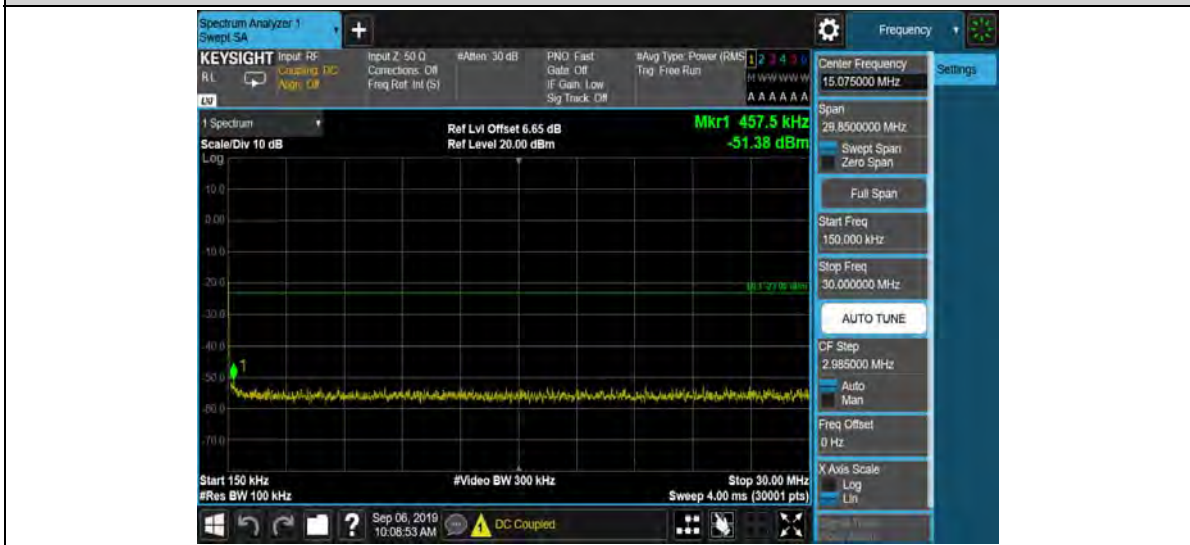 Spectrum Analyzer 1
Swept SA
+
Frequency
KEYSIGHT
Input: RF
Coupling: DC
Align: Off
RL
Input Z: 50 Ω
Corrections: Off
Freq Ref: Int (S)
#Atten: 30 dB
PNO: Fast
Gate: Off
IF Gain: Low
Sig Track: Off
#Avg Type: Power (RMS
Trig: Free Run
1 2 3 4 5 6
M W W W W W
A A A A A A
Center Frequency
15.075000 MHz
Settings
1 Spectrum
Scale/Div 10 dB
Log
Ref Lvl Offset 6.65 dB
Ref Level 20.00 dBm
Mkr1 457.5 kHz
-51.38 dBm
10.0
0.00
-10.0
-20.0
-30.0
-40.0
-50.0
-60.0
-70.0
1
Span
29.8500000 MHz
Swept Span
Zero Span
Full Span
Start Freq
150.000 kHz
Stop Freq
30.000000 MHz
AUTO TUNE
CF Step
2.985000 MHz
Auto
Man
Freq Offset
0 Hz
X Axis Scale
Log
Lin
Start 150 kHz
#Res BW 100 kHz
#Video BW 300 kHz
Stop 30.00 MHz
Sweep 4.00 ms (30001 pts)
?
Sep 06, 2019
10:08:53 AM
DC Coupled